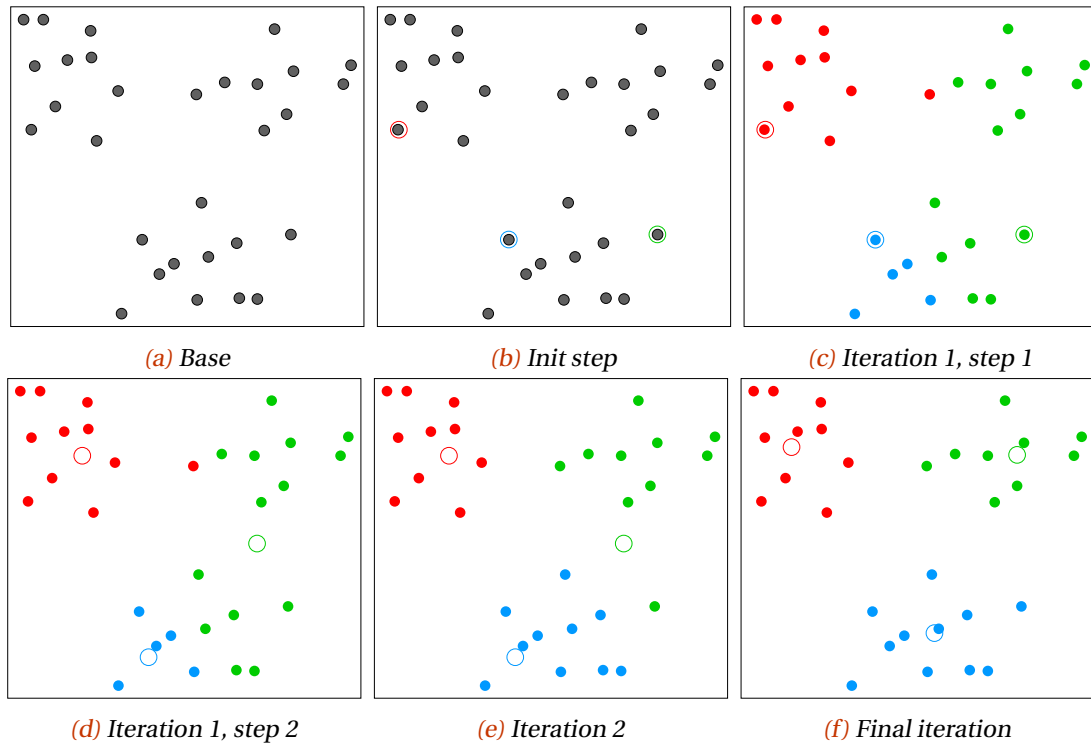 (a) Base
(b) Init step
(c) Iteration 1, step 1
(d) Iteration 1, step 2
(e) Iteration 2
(f) Final iteration